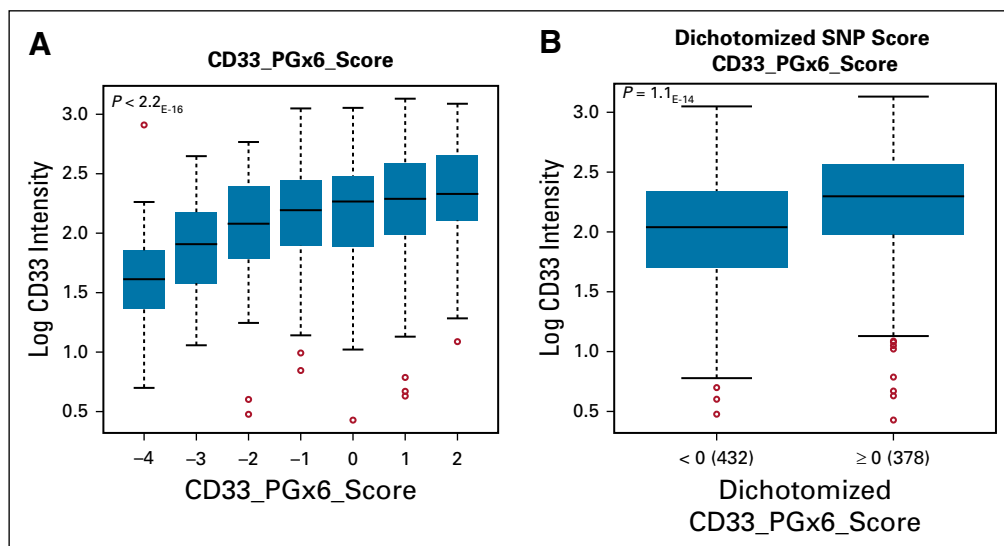 A
CD33_PGx6_Score
P < 2.2E-16
3.0
2.5
2.0
1.5
1.0
0.5
Log CD33 Intensity
−4 −3 −2 −1 0 1 2
CD33_PGx6_Score
B
Dichotomized SNP Score
CD33_PGx6_Score
P = 1.1E-14
3.0
2.5
2.0
1.5
1.0
0.5
Log CD33 Intensity
< 0 (432) ≥ 0 (378)
Dichotomized
CD33_PGx6_Score